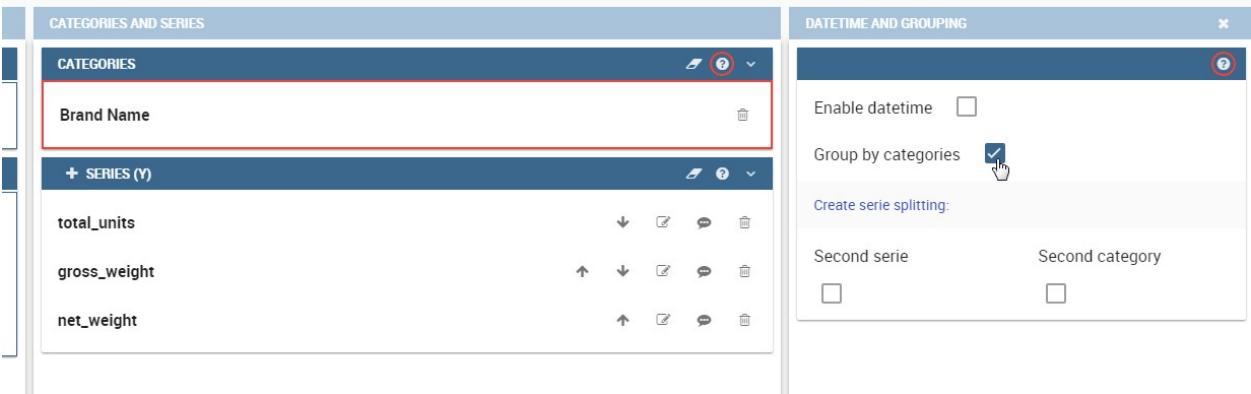 CATEGORIES AND SERIES
CATEGORIES
Brand Name
+ SERIES (Y)
total_units
gross_weight
net_weight
DATETIME AND GROUPING
Enable datetime
Group by categories
Create serie splitting:
Second serie
Second category